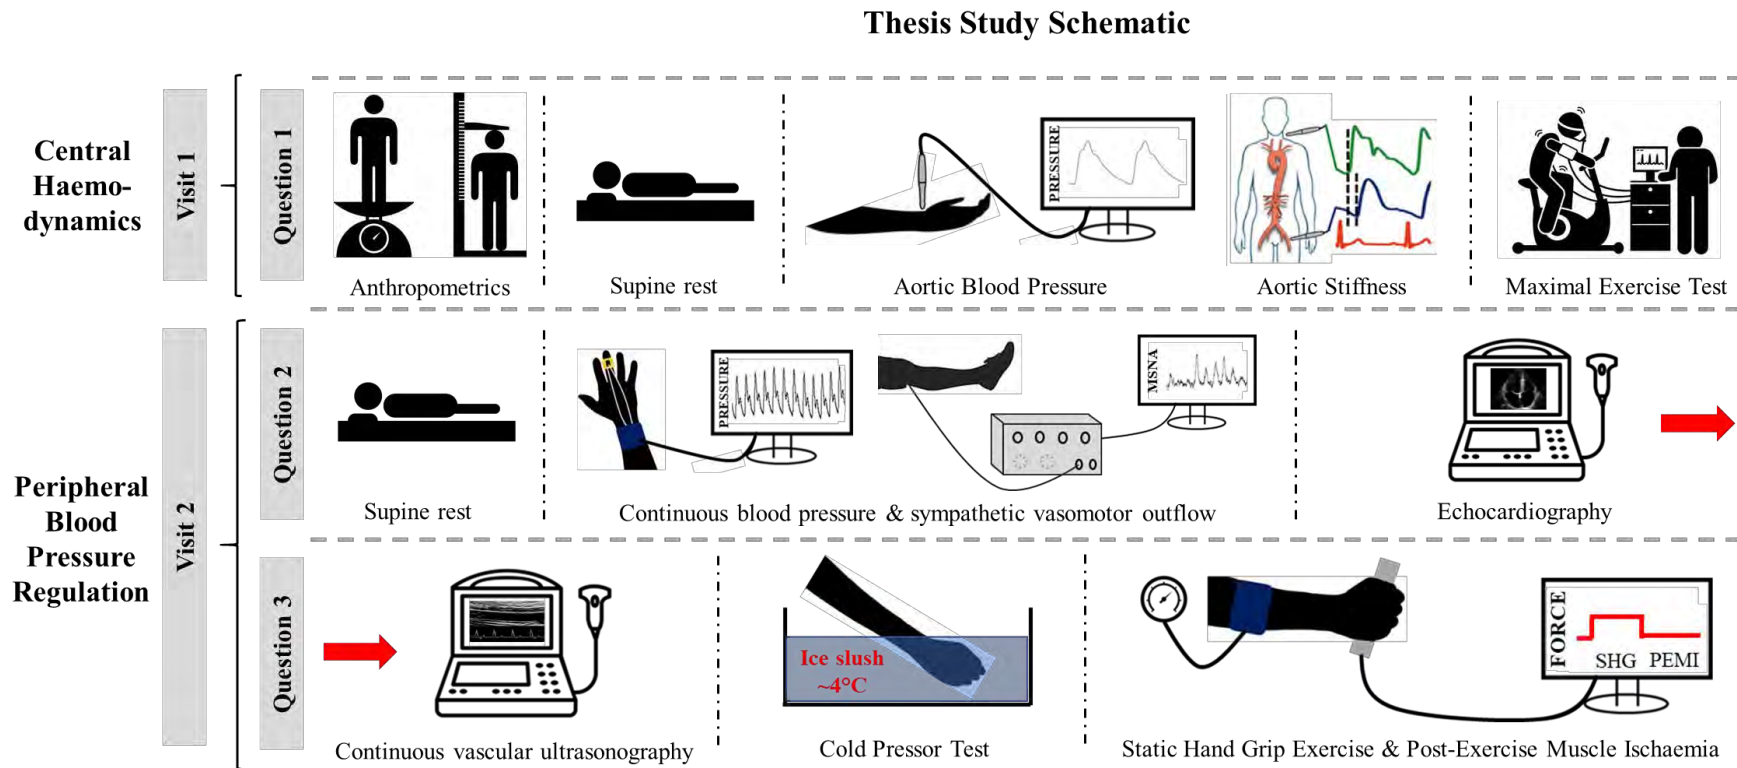 Thesis Study Schematic
Central
Haemo-
dynamics
Visit 1
Question 1
Anthropometrics
Supine rest
PRESSURE
Aortic Blood Pressure
Aortic Stiffness
Maximal Exercise Test
Peripheral
Blood
Pressure
Regulation
Visit 2
Question 2
Supine rest
PRESSURE
MSNA
Continuous blood pressure & sympathetic vasomotor outflow
Echocardiography
Question 3
Continuous vascular ultrasonography
Ice slush
~4°C
Cold Pressor Test
FORCE
SHG PEMI
Static Hand Grip Exercise & Post-Exercise Muscle Ischaemia